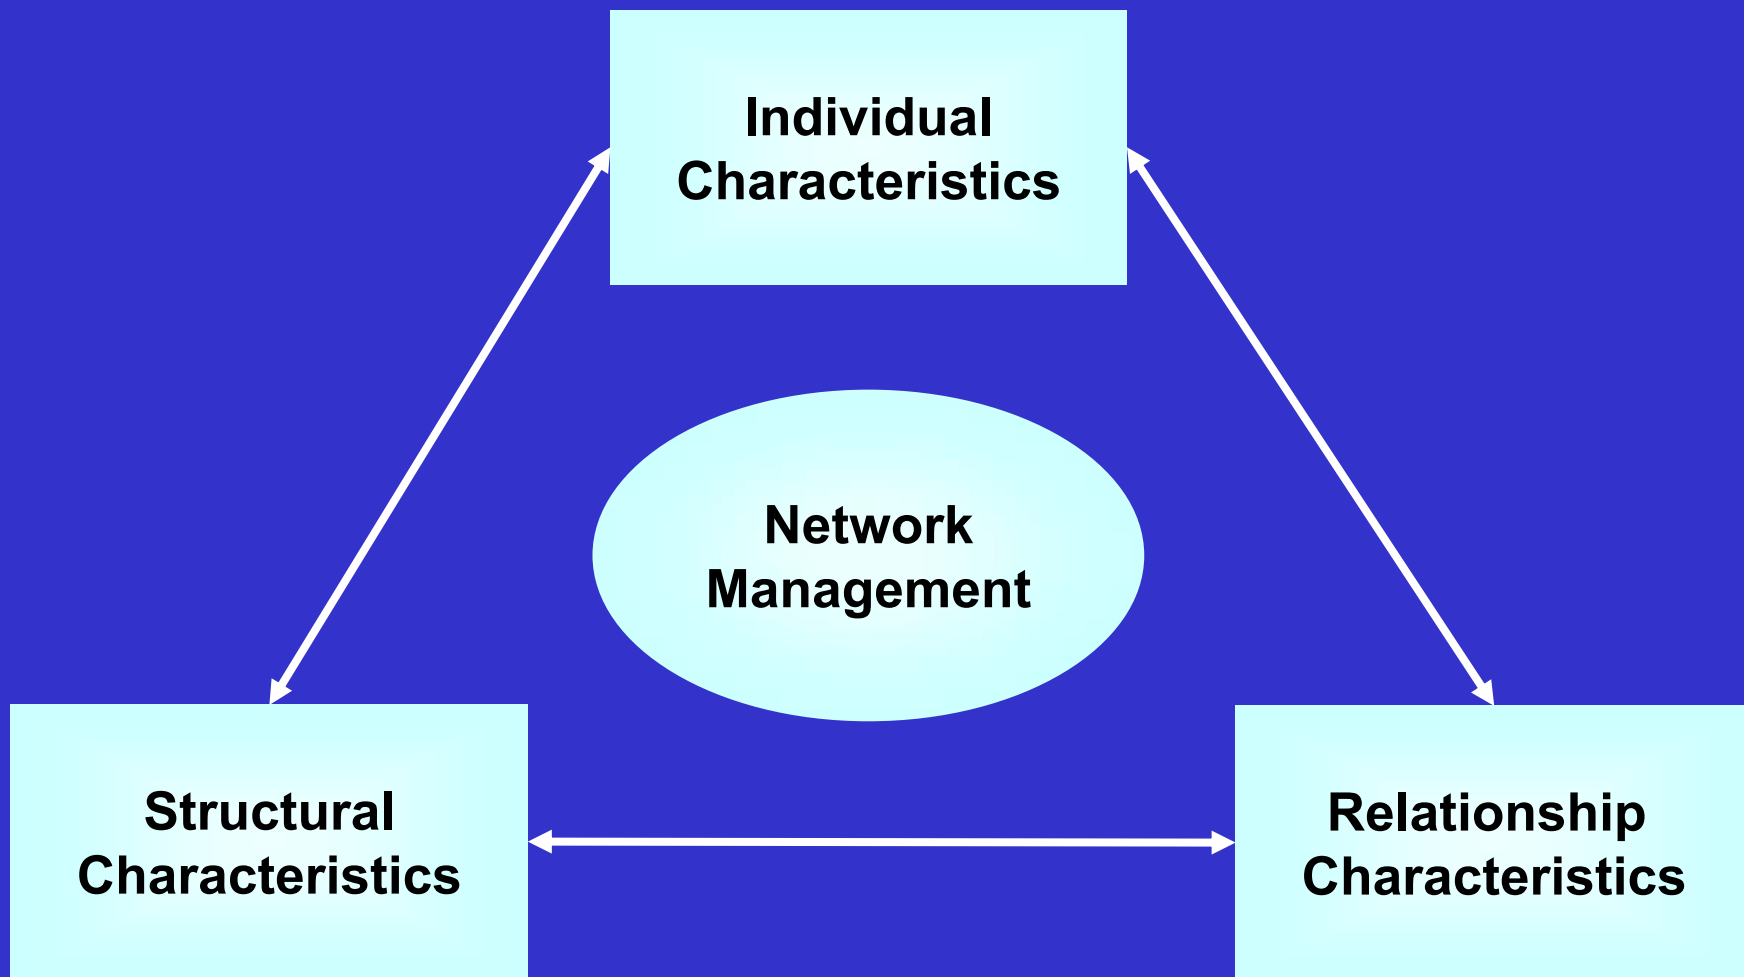 Individual
Characteristics
Network
Management
Structural
Characteristics
Relationship
Characteristics